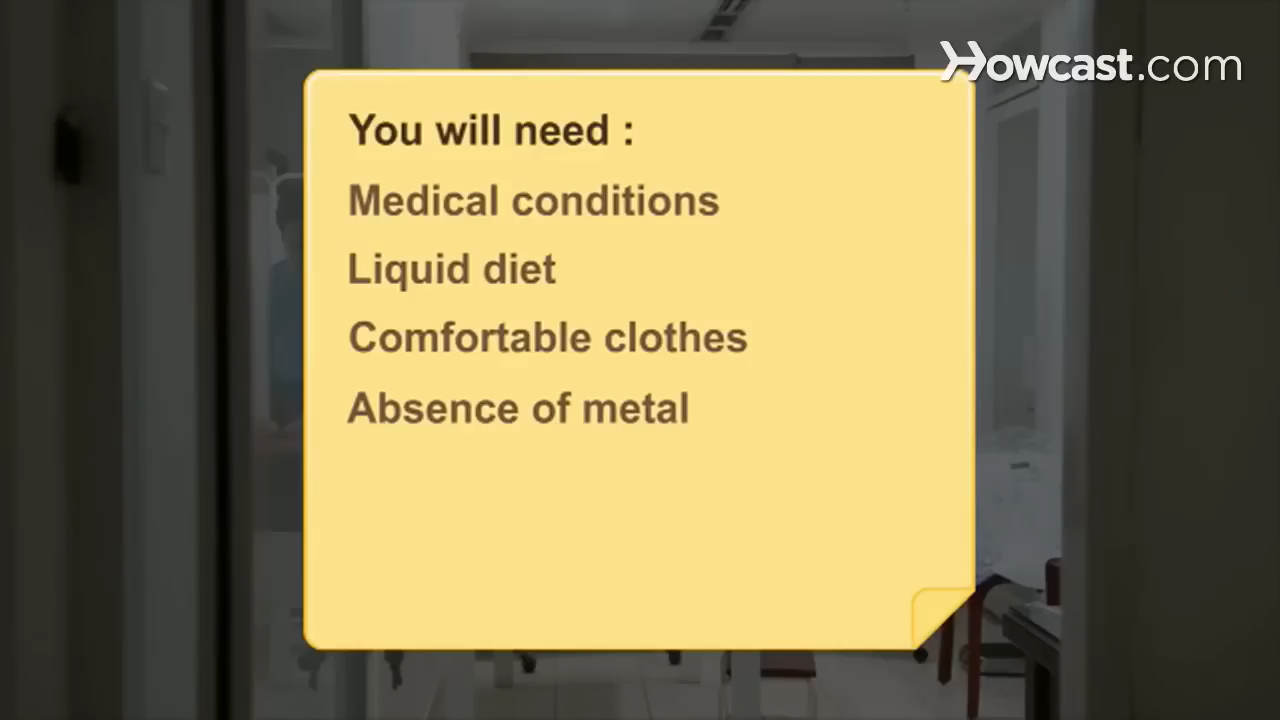 Howcast.com
You will need :
Medical conditions
Liquid diet
Comfortable clothes
Absence of metal